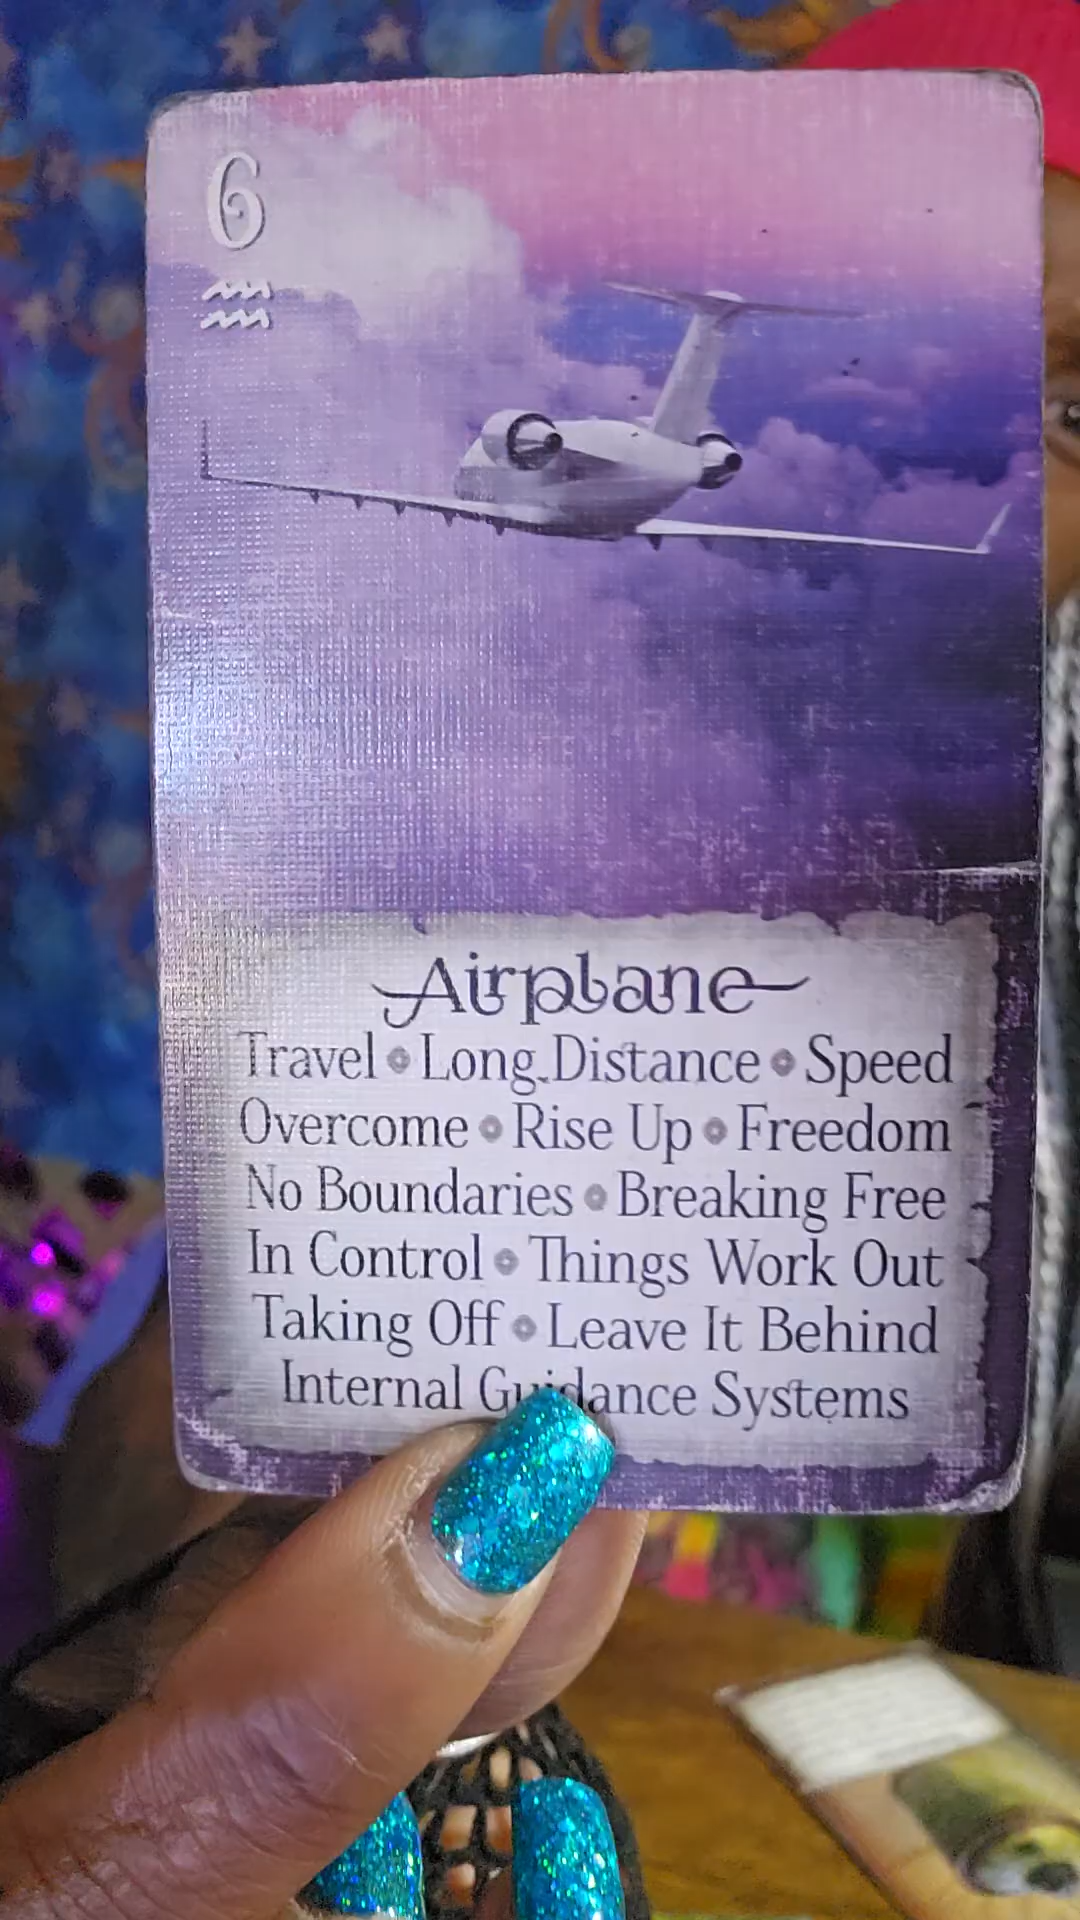 6
Airplane
Travel • Long Distance • Speed
Overcome • Rise Up • Freedom
No Boundaries • Breaking Free
In Control • Things Work Out
Taking Off • Leave It Behind
Internal Guidance Systems